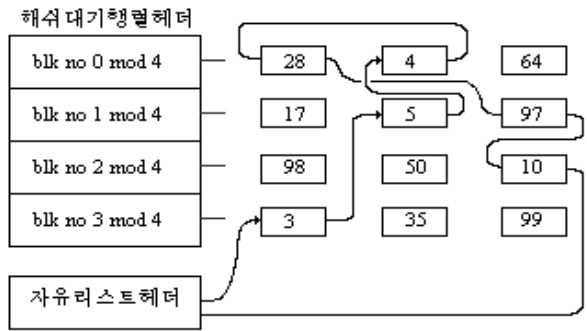 해쉬대기행렬헤더
blk no 0 mod 4 28 4 64
blk no 1 mod 4 17 5 97
blk no 2 mod 4 98 50 10
blk no 3 mod 4 3 35 99
자유리스트헤더